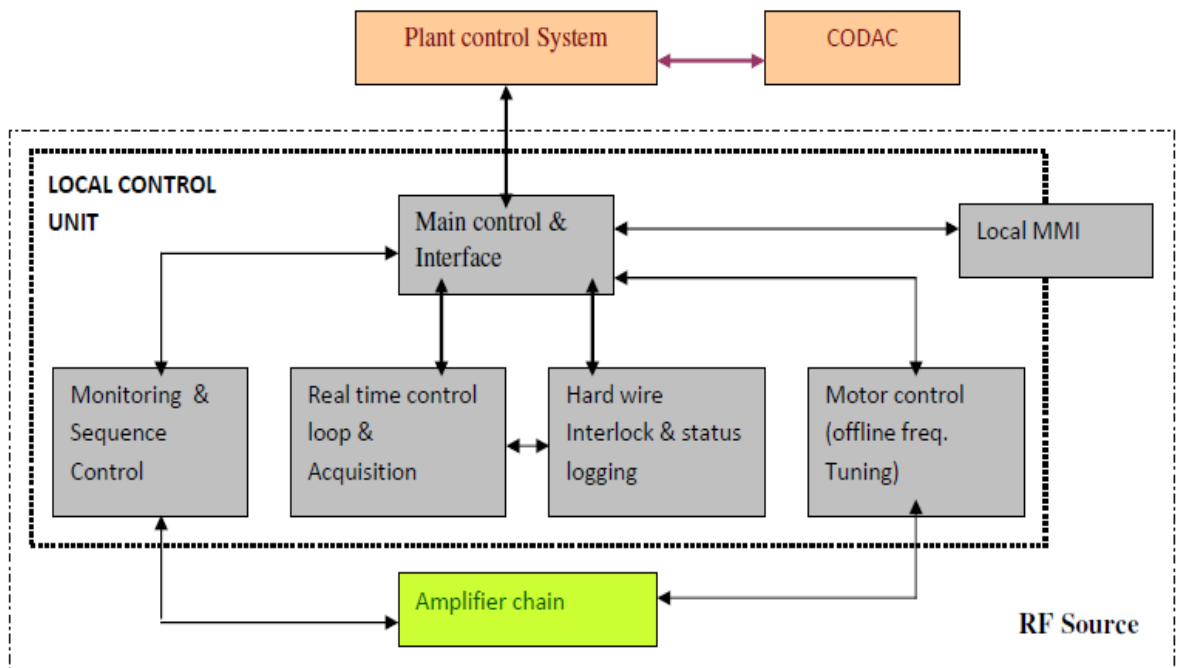 Plant control System
CODAC
LOCAL CONTROL
UNIT
Main control &
Interface
Local MMI
Monitoring &
Sequence
Control
Real time control
loop &
Acquisition
Hard wire
Interlock & status
logging
Motor control
(offline freq.
Tuning)
Amplifier chain
RF Source